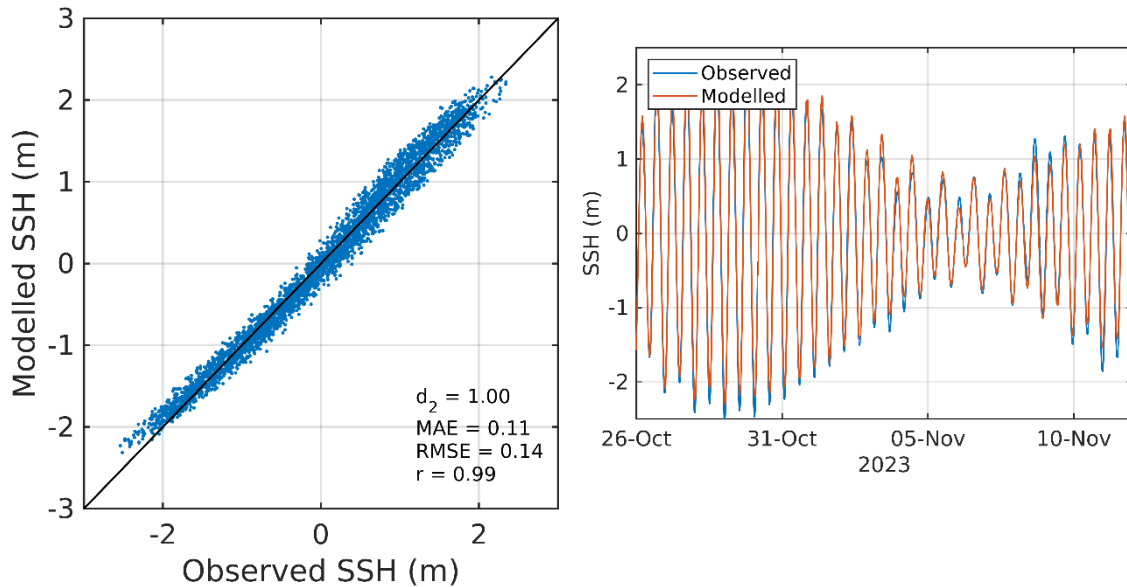 3
2
1
0
-1
-2
-3
-2
0
2
Modelled SSH (m)
Observed SSH (m)
d2 = 1.00
MAE = 0.11
RMSE = 0.14
r = 0.99
Observed
Modelled
2
1
0
-1
-2
SSH (m)
26-Oct
31-Oct
05-Nov
10-Nov
2023